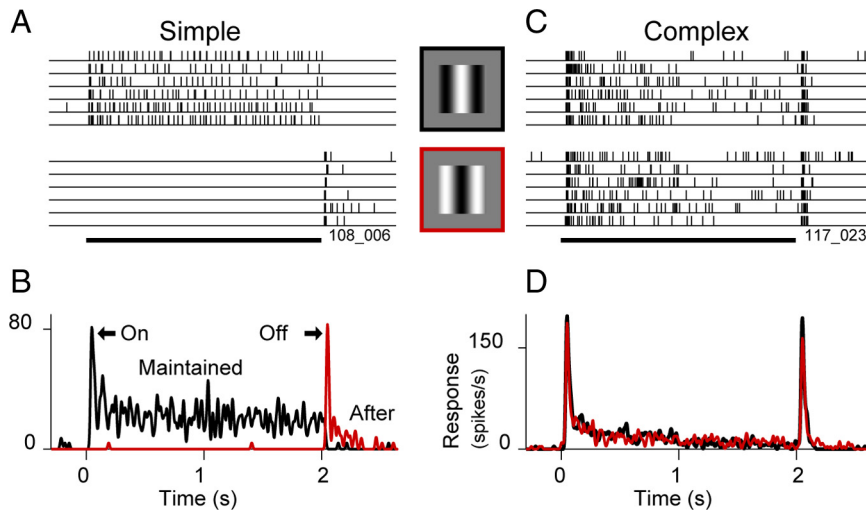 A
Simple
108_006
C
Complex
117_023
B
80
0
On
Off
Maintained
After
0
1
2
Time (s)
D
Response
(spikes/s)
150
0
0
1
2
Time (s)